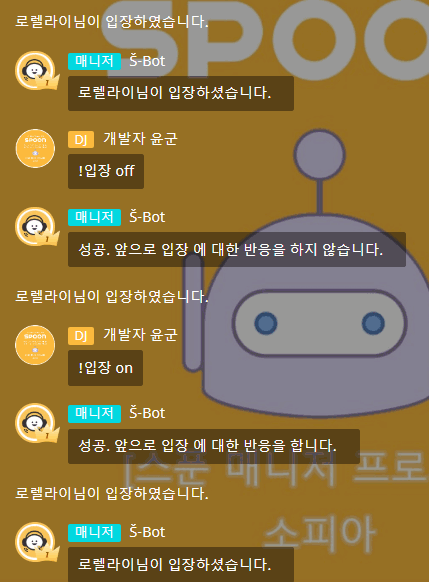 로렐라이님이 입장하였습니다.
SPOON
매니저 Š-Bot
로렐라이님이 입장하셨습니다.
DJ 개발자 윤군
!입장 off
매니저 Š-Bot
성공. 앞으로 입장 에 대한 반응을 하지 않습니다.
로렐라이님이 입장하였습니다.
DJ 개발자 윤군
!입장 on
매니저 Š-Bot
성공. 앞으로 입장 에 대한 반응을 합니다.
[스푼 매니저 프로
로렐라이님이 입장하였습니다.
소피아
매니저 Š-Bot
로렐라이님이 입장하셨습니다.